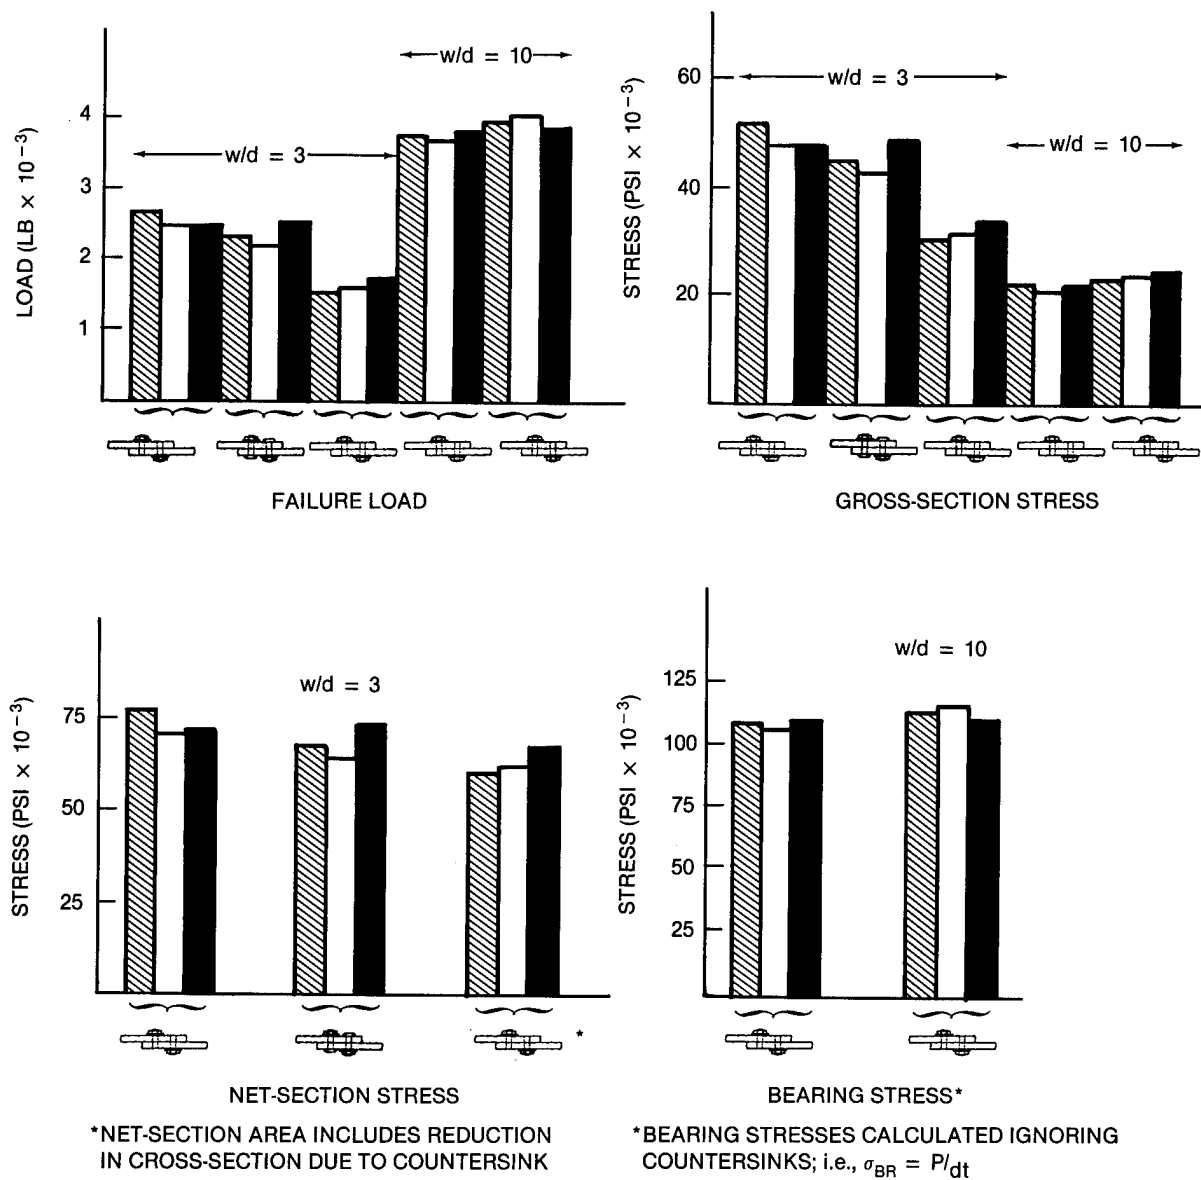 w/d = 10
w/d = 3
LOAD (LB × 10⁻³)
4
3
2
1
FAILURE LOAD
w/d = 3
w/d = 10
STRESS (PSI × 10⁻³)
60
40
20
GROSS-SECTION STRESS
w/d = 3
STRESS (PSI × 10⁻³)
75
50
25
*
NET-SECTION STRESS
*NET-SECTION AREA INCLUDES REDUCTION
IN CROSS-SECTION DUE TO COUNTERSINK
w/d = 10
STRESS (PSI × 10⁻³)
125
100
75
50
25
BEARING STRESS*
*BEARING STRESSES CALCULATED IGNORING
COUNTERSINKS; i.e., σBR = P/dt